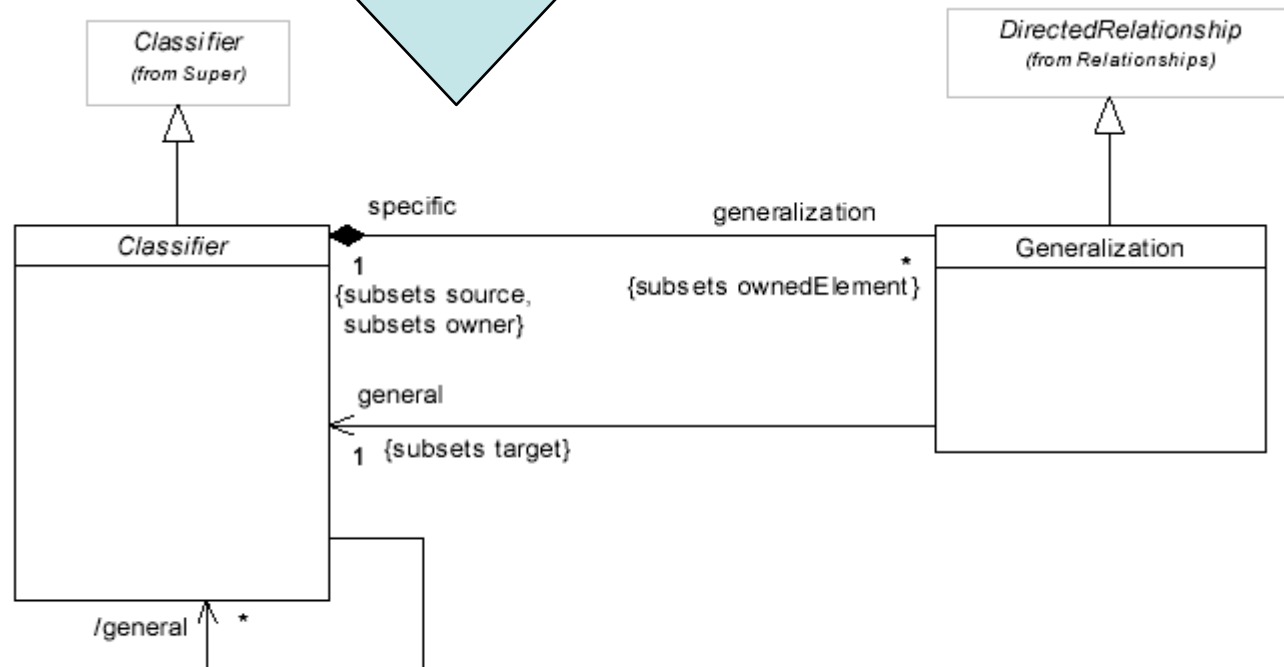 Classifier
(from Super)
DirectedRelationship
(from Relationships)
specific
generalization
Classifier
Generalization
1
*
{subsets source,
subsets owner}
{subsets ownedElement}
general
1
{subsets target}
/general
*